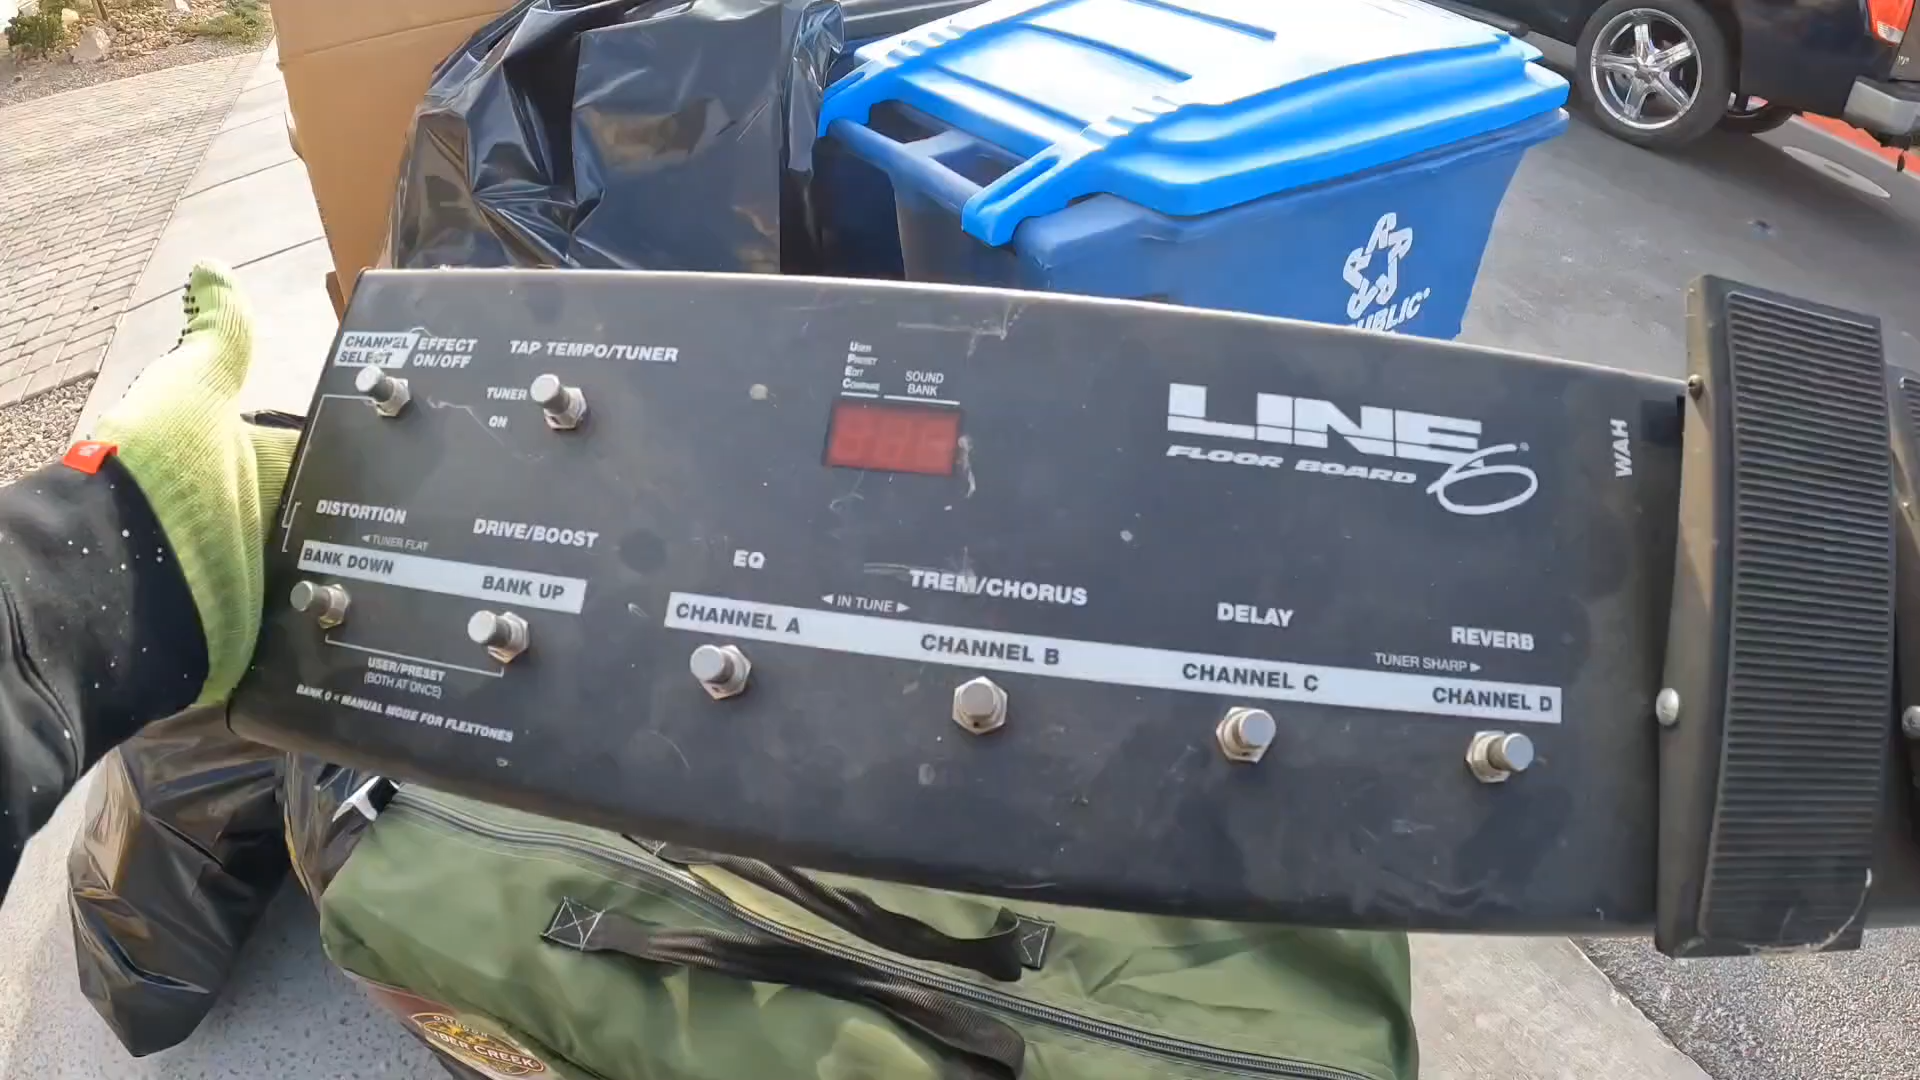 CHANNEL
SELECT
EFFECT
ON/OFF
TAP TEMPO/TUNER
TUNER
ON
USER
PRESET
EDIT
COMPARE
SOUND
BANK
LINE 6
FLOOR BOARD
WAH
DISTORTION
DRIVE/BOOST
◄ TUNER FLAT
BANK DOWN
BANK UP
EQ
TREM/CHORUS
DELAY
REVERB
◄ IN TUNE ►
TUNER SHARP ►
CHANNEL A
CHANNEL B
CHANNEL C
CHANNEL D
USER/PRESET
(BOTH AT ONCE)
BANK 0 = MANUAL MODE FOR FLEXTONES
CREEK